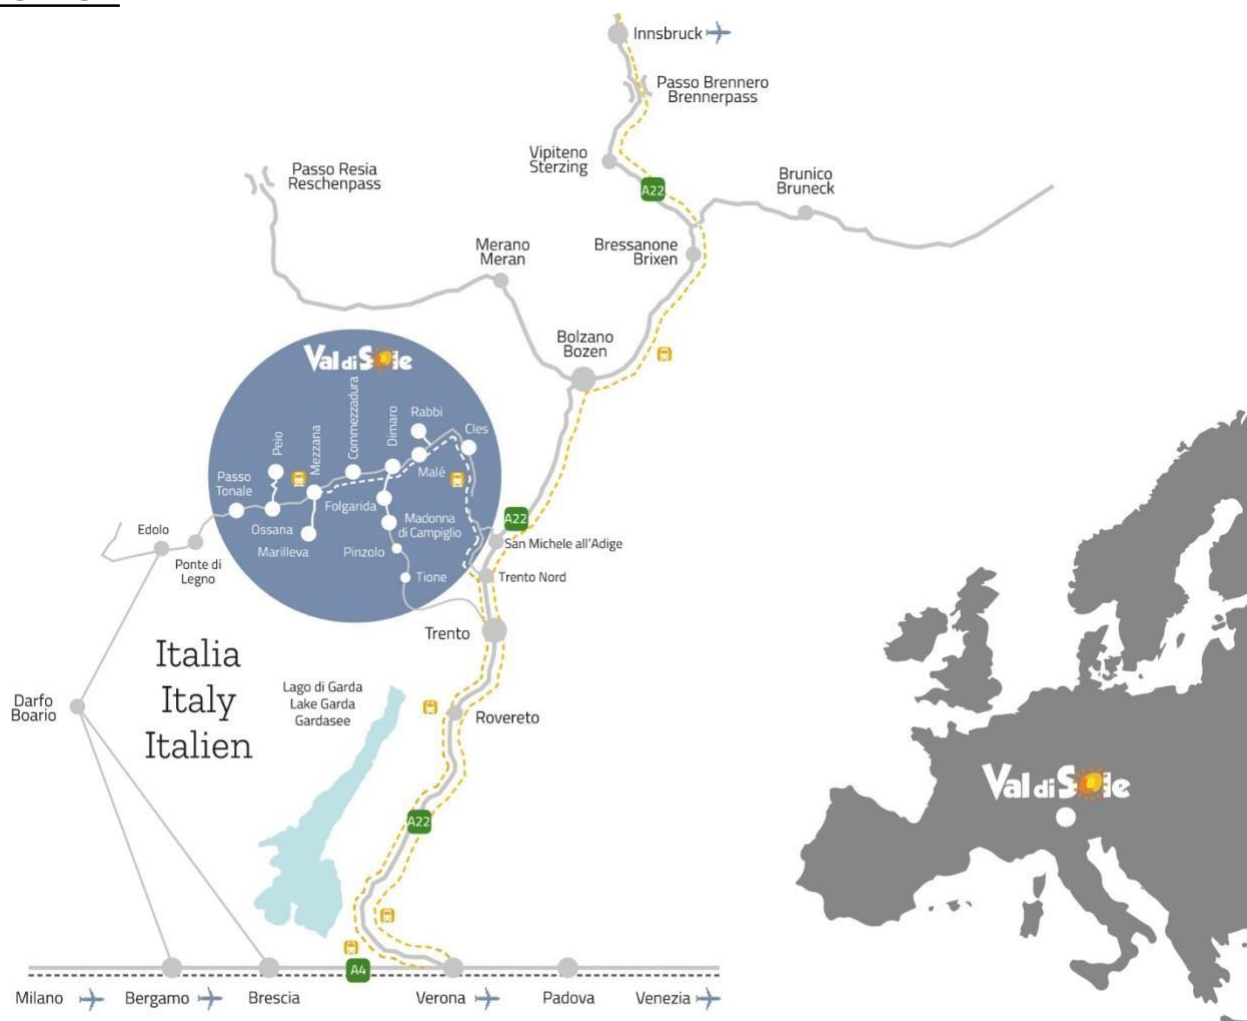 Innsbruck
Passo Brennero
Brennerpass
Vipiteno
Sterzing
Passo Resia
Reschenpass
A22
Brunico
Bruneck
Merano
Meran
Bressanone
Brixen
Bolzano
Bozen
Val di Sole
Commezzadura
Rabbi
Dimaro
Cles
Peio
Mezzana
Malé
Passo
Tonale
Folgarida
Ossana
Madonna
di Campiglio
Marilleva
Pinzolo
Tione
A22
San Michele all'Adige
Trento Nord
Edolo
Ponte di
Legno
Trento
Italia
Italy
Italien
Lago di Garda
Lake Garda
Gardasee
Darfo
Boario
Rovereto
Val di Sole
A22
A4
Milano
Bergamo
Brescia
Verona
Padova
Venezia